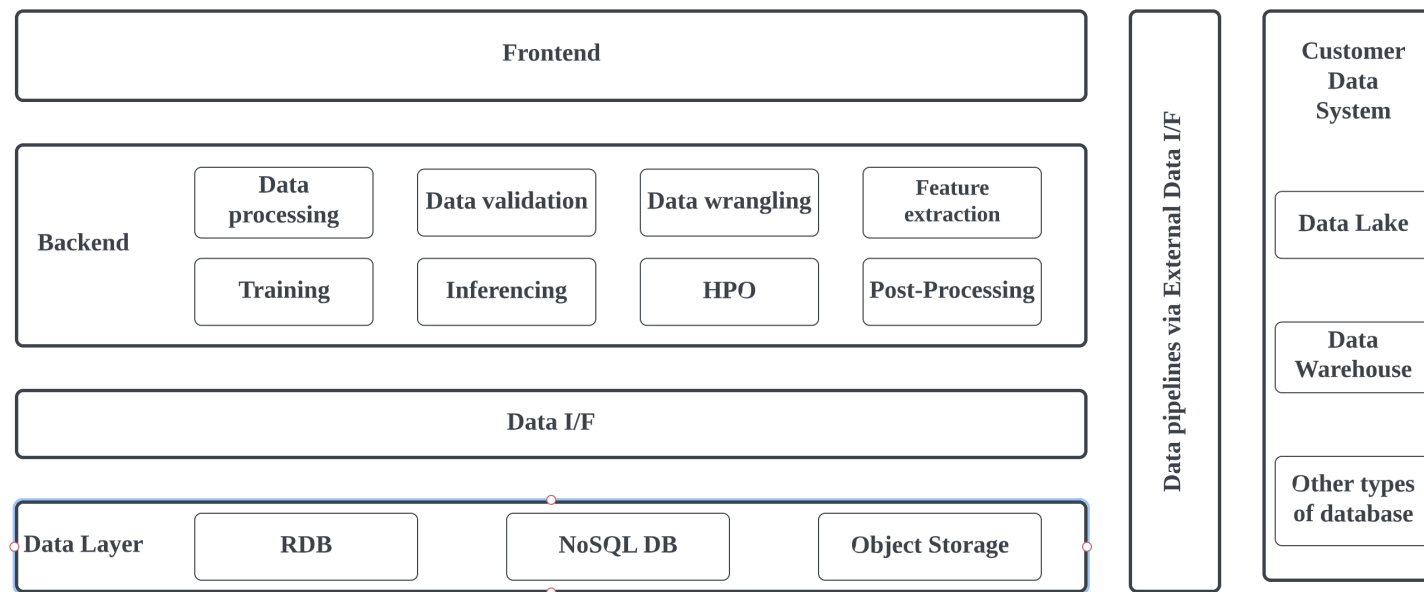 Frontend
Backend
Data
processing
Data validation
Data wrangling
Feature
extraction
Training
Inferencing
HPO
Post-Processing
Data I/F
Data Layer
RDB
NoSQL DB
Object Storage
Data pipelines via External Data I/F
Customer
Data
System
Data Lake
Data
Warehouse
Other types
of database